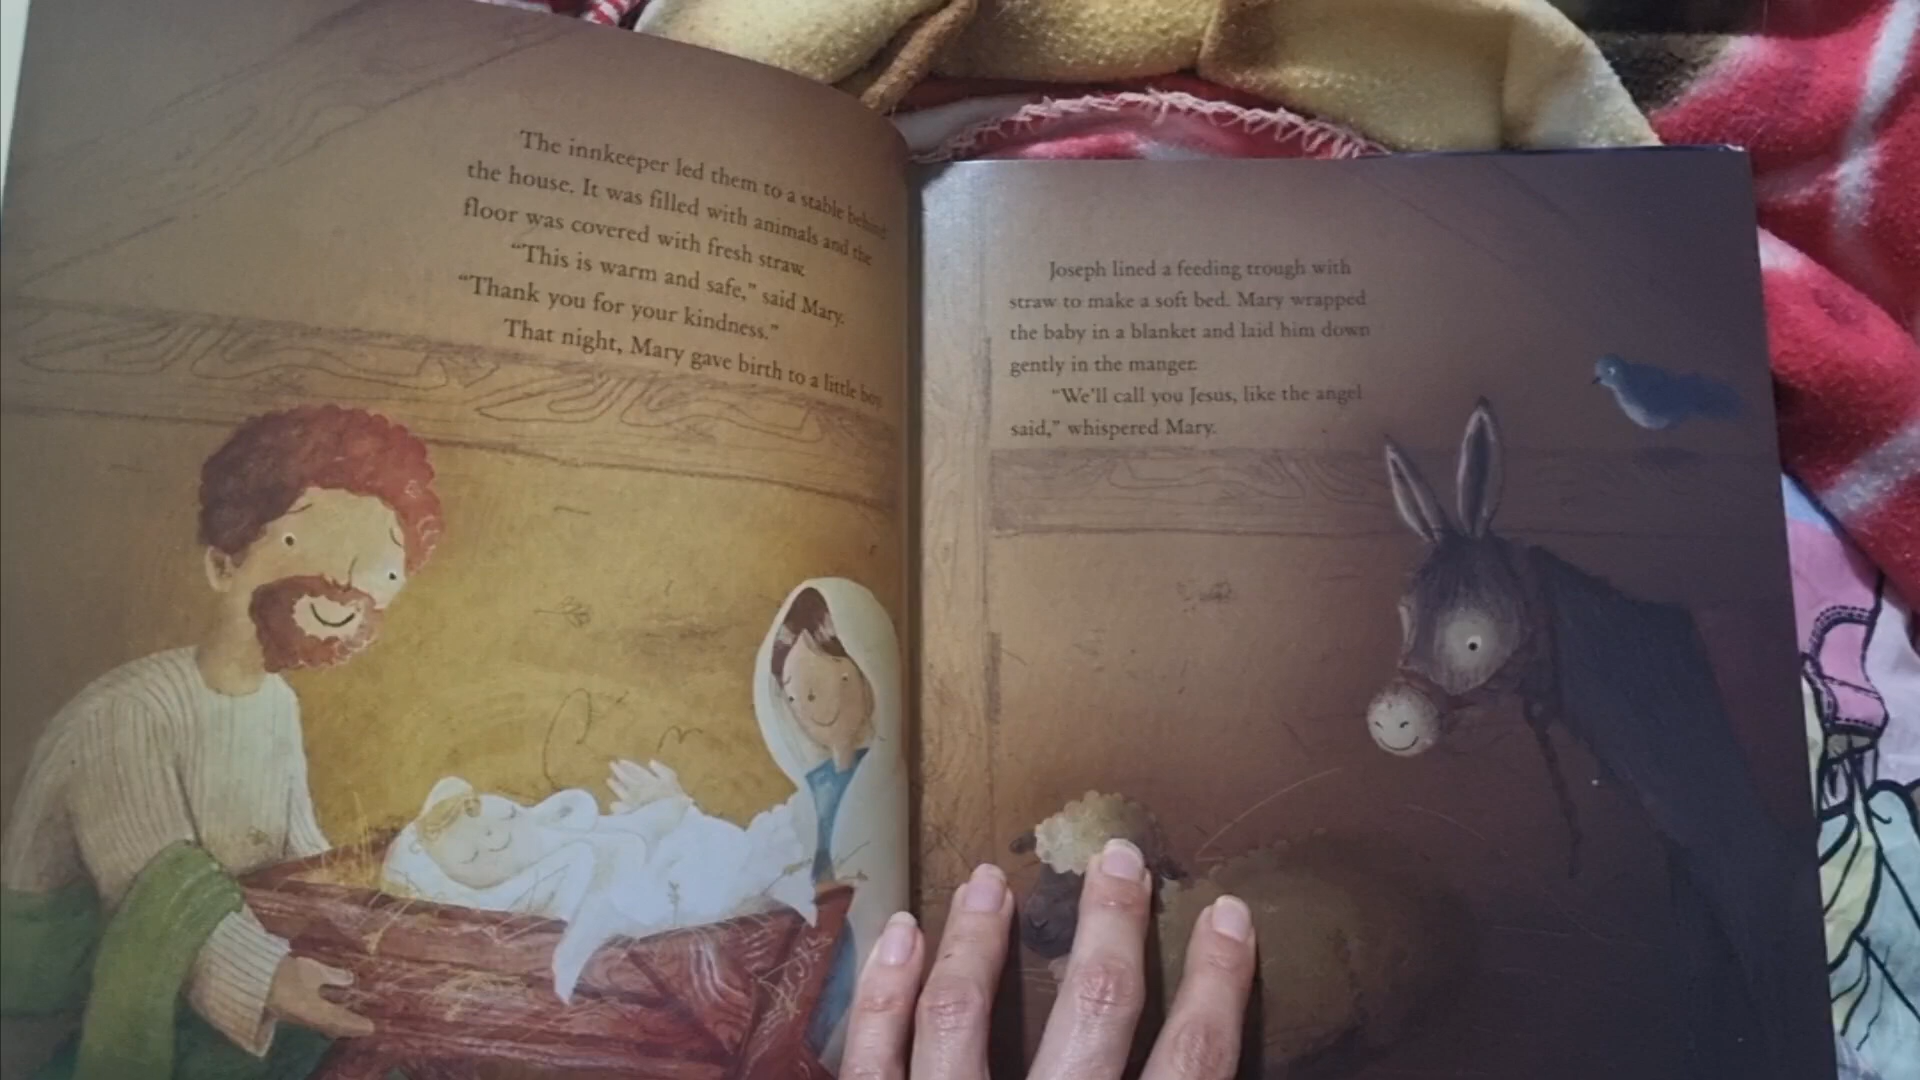 The innkeeper led them to a stable behind
the house. It was filled with animals and the
floor was covered with fresh straw.
“This is warm and safe,” said Mary.
“Thank you for your kindness.”
That night, Mary gave birth to a little boy.
Joseph lined a feeding trough with
straw to make a soft bed. Mary wrapped
the baby in a blanket and laid him down
gently in the manger.
“We’ll call you Jesus, like the angel
said,” whispered Mary.